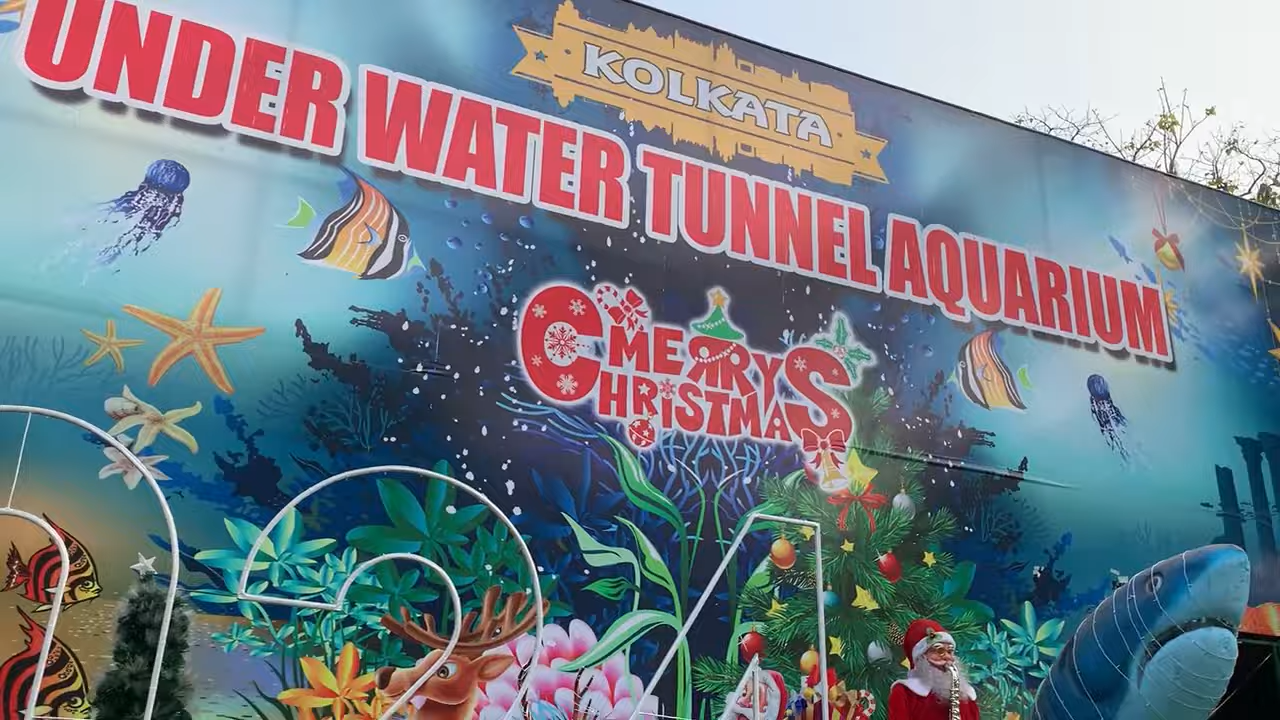 KOLKATA
UNDER WATER TUNNEL AQUARIUM
MERRY
CHRISTMAS